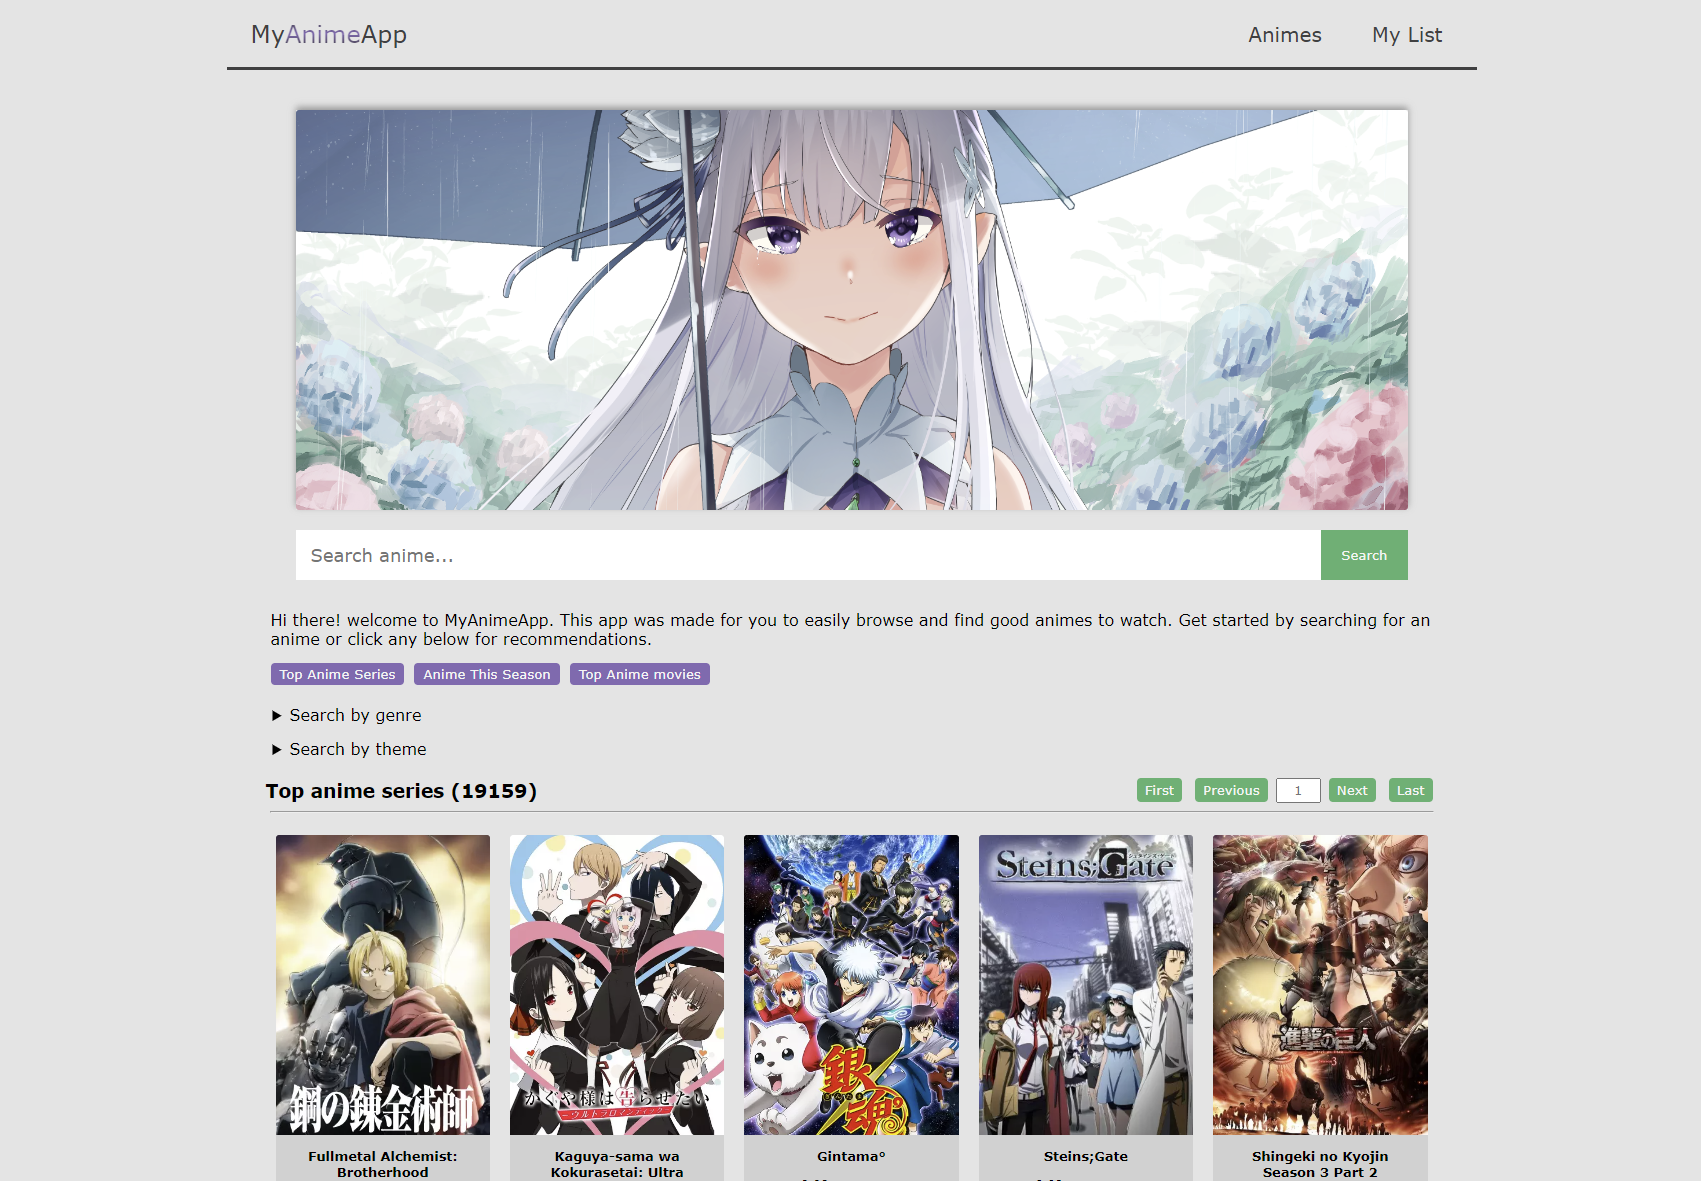 MyAnimeApp
Animes
My List
Search anime...
Search
Hi there! welcome to MyAnimeApp. This app was made for you to easily browse and find good animes to watch. Get started by searching for an
anime or click any below for recommendations.
Top Anime Series
Anime This Season
Top Anime movies
▶ Search by genre
▶ Search by theme
Top anime series (19159)
First
Previous
1
Next
Last
鋼の錬金術師
かぐや様は告らせたい
~ウルトラロマンティック~
銀魂°
Steins;Gate
進撃の巨人
Fullmetal Alchemist:
Brotherhood
Kaguya-sama wa
Kokurasetai: Ultra
Gintama°
Steins;Gate
Shingeki no Kyojin
Season 3 Part 2